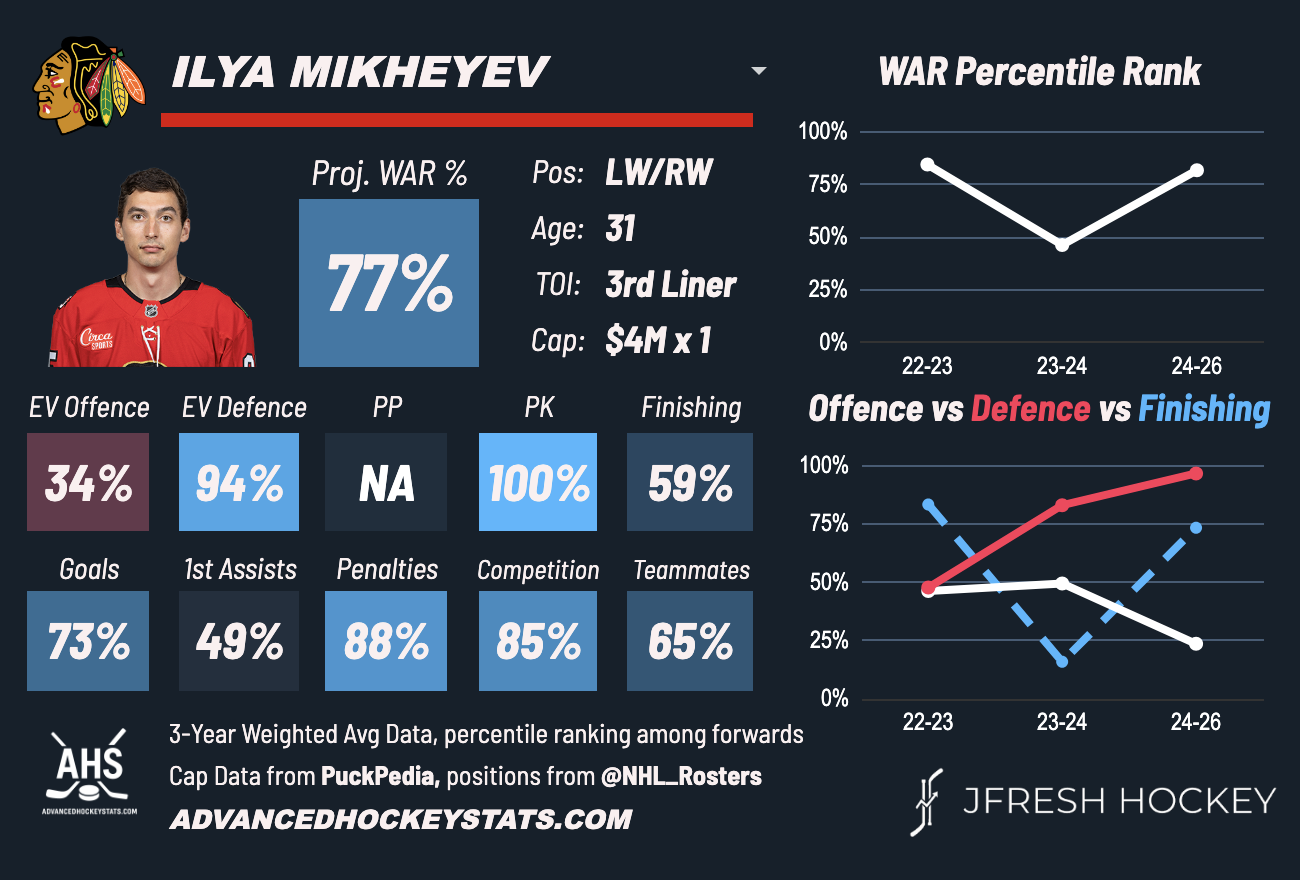 ILYA MIKHEYEV
WAR Percentile Rank
Proj. WAR %
77%
Pos: LW/RW
Age: 31
TOI: 3rd Liner
Cap: $4M x 1
100%
75%
50%
25%
0%
22-23 23-24 24-26
Circa
SPORTS
EV Offence EV Defence PP PK Finishing
34% 94% NA 100% 59%
Goals 1st Assists Penalties Competition Teammates
73% 49% 88% 85% 65%
Offence vs Defence vs Finishing
100%
75%
50%
25%
0%
22-23 23-24 24-26
AHS
ADVANCEDHOCKEYSTATS.COM
3-Year Weighted Avg Data, percentile ranking among forwards
Cap Data from PuckPedia, positions from @NHL_Rosters
ADVANCEDHOCKEYSTATS.COM
JFRESH HOCKEY